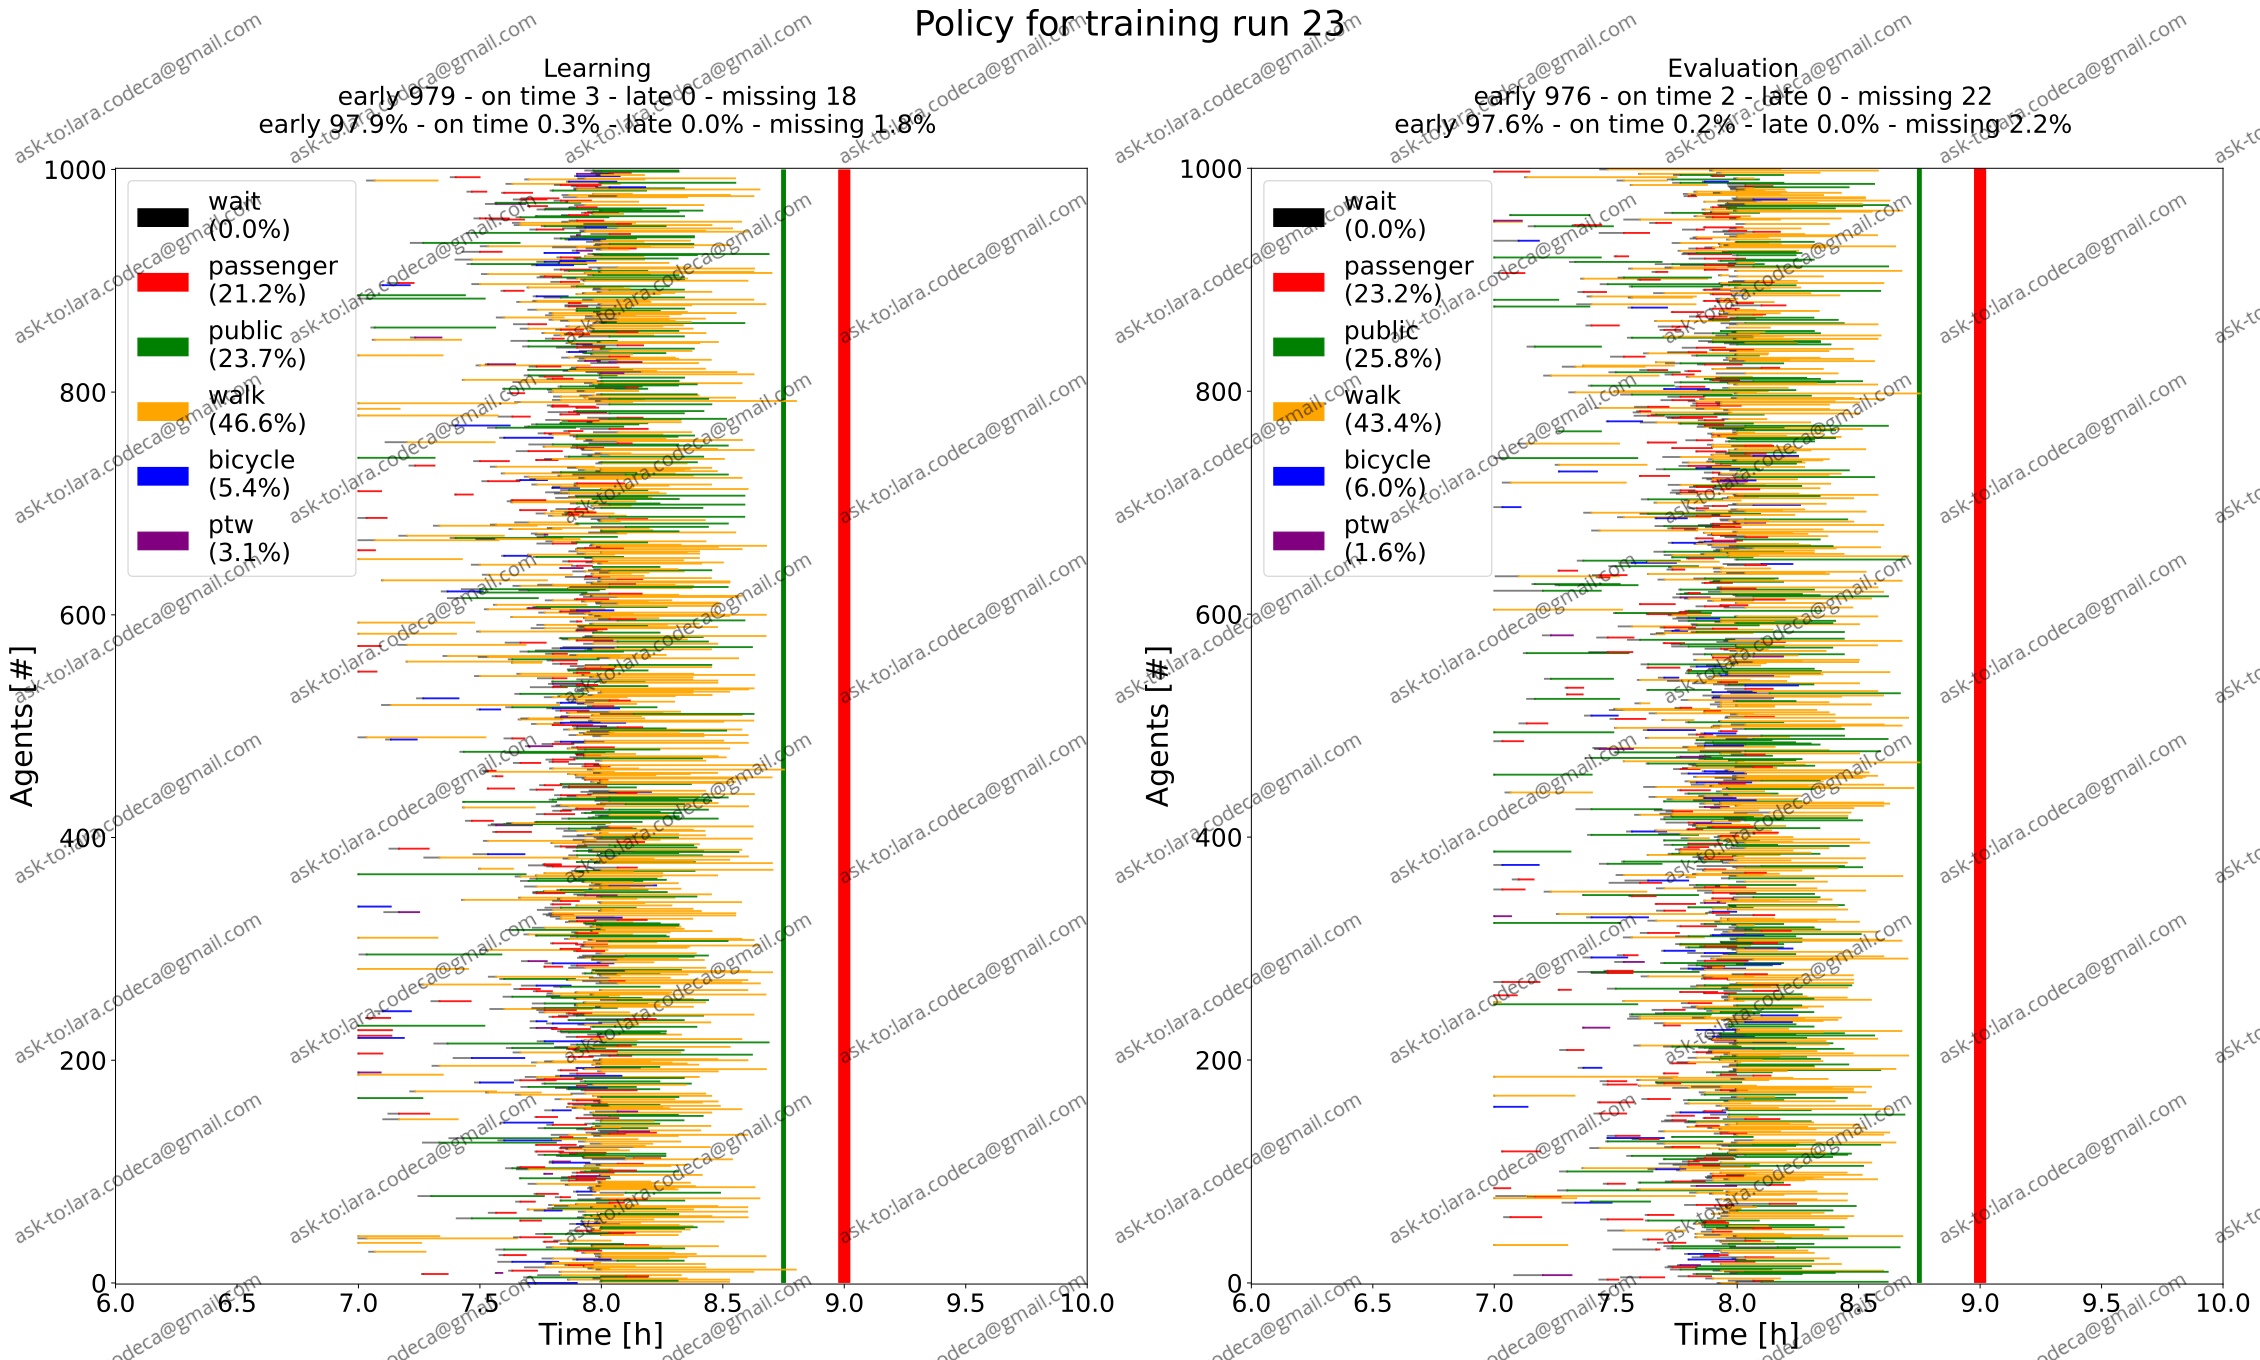 Policy for training run 23
Learning
early 979 - on time 3 - late 0 - missing 18
early 97.9% - on time 0.3% - late 0.0% - missing 1.8%
Agents [#]
1000
800
600
400
200
0
wait
(0.0%)
passenger
(21.2%)
public
(23.7%)
walk
(46.6%)
bicycle
(5.4%)
ptw
(3.1%)
6.0 6.5 7.0 7.5 8.0 8.5 9.0 9.5 10.0
Time [h]
Evaluation
early 976 - on time 2 - late 0 - missing 22
early 97.6% - on time 0.2% - late 0.0% - missing 2.2%
Agents [#]
1000
800
600
400
200
0
wait
(0.0%)
passenger
(23.2%)
public
(25.8%)
walk
(43.4%)
bicycle
(6.0%)
ptw
(1.6%)
6.0 6.5 7.0 7.5 8.0 8.5 9.0 9.5 10.0
Time [h]
ask-to:lara.codeca@gmail.com